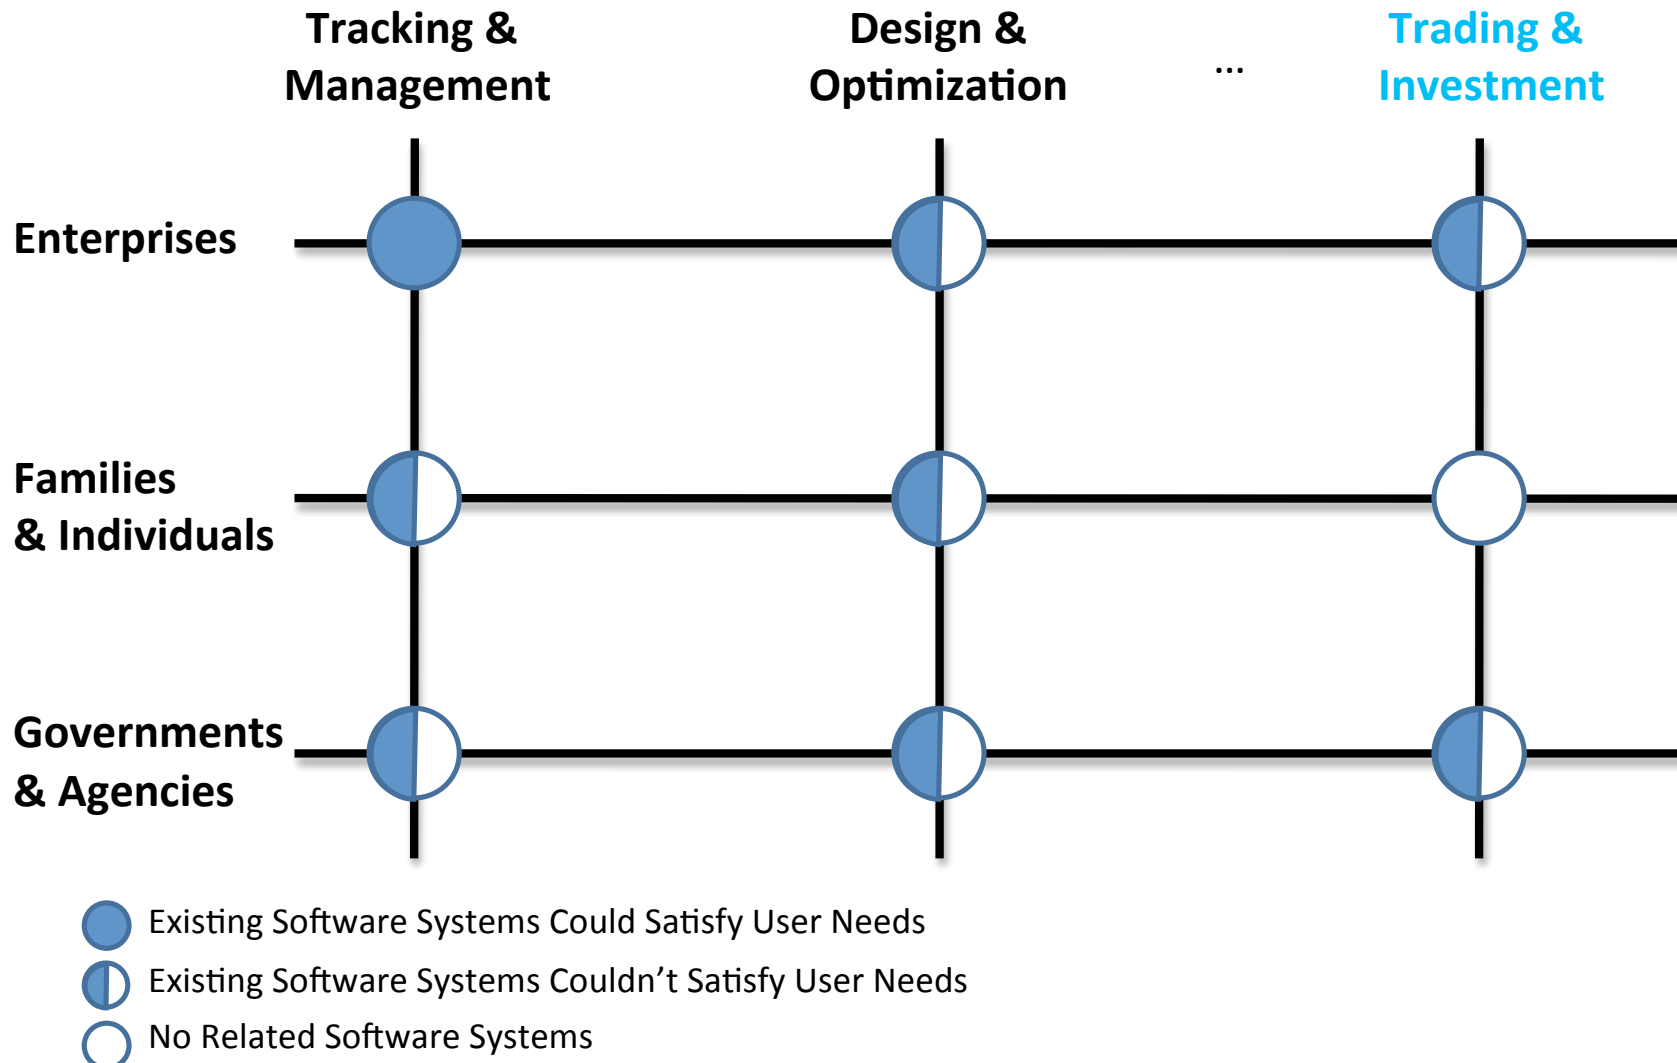 Tracking &
Management
Design &
Optimization
...
Trading &
Investment
Enterprises
Families
& Individuals
Governments
& Agencies
Existing Software Systems Could Satisfy User Needs
Existing Software Systems Couldn’t Satisfy User Needs
No Related Software Systems